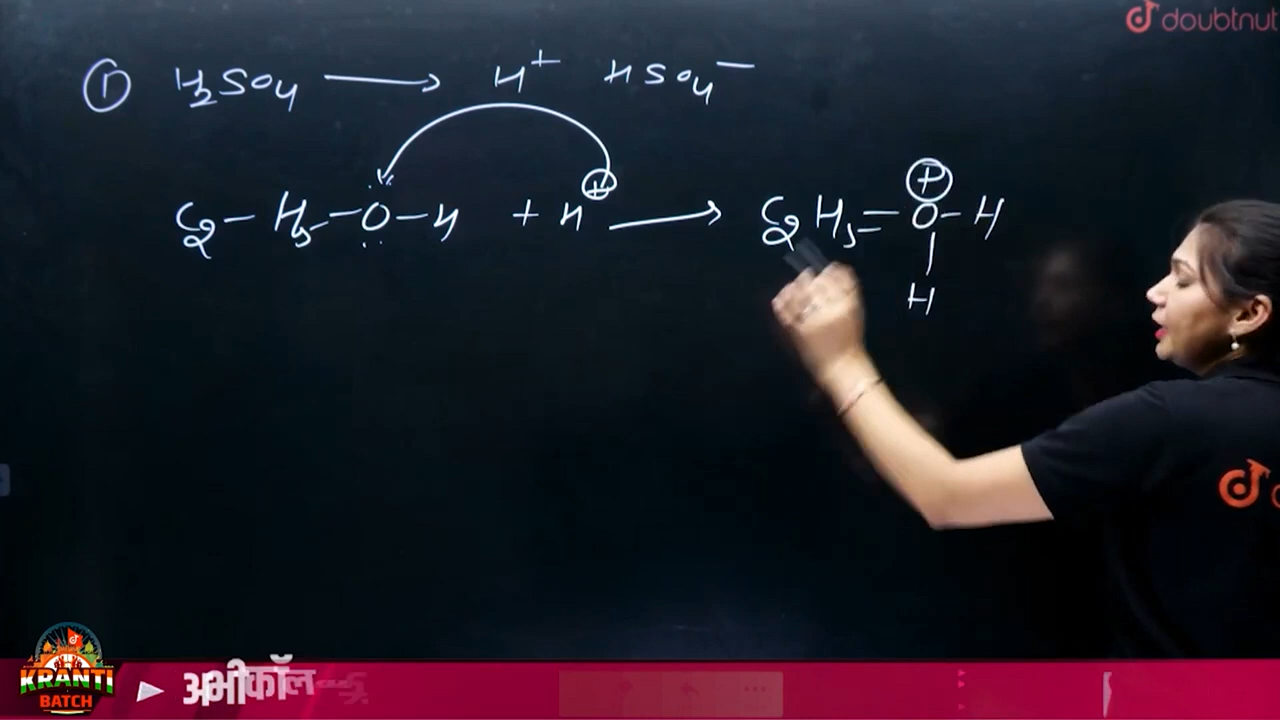 doubtnut
① H₂SO₄ ⟶ H⁺ HSO₄⁻
C₂–H₅–O–H + H⊕ ⟶ C₂H₅=O⊕–H
H
KRANTI
BATCH
अभी कॉल